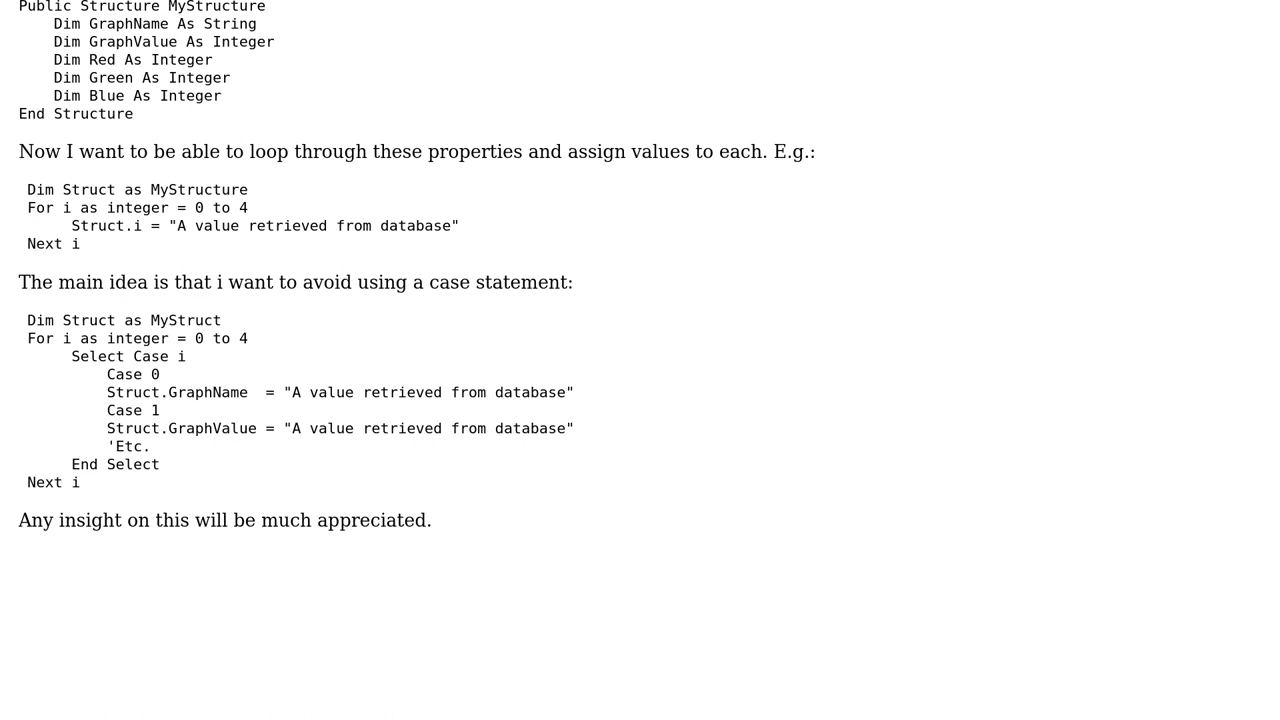 Public Structure MyStructure
    Dim GraphName As String
    Dim GraphValue As Integer
    Dim Red As Integer
    Dim Green As Integer
    Dim Blue As Integer
End Structure
Now I want to be able to loop through these properties and assign values to each. E.g.:
 Dim Struct as MyStructure
 For i as integer = 0 to 4
      Struct.i = "A value retrieved from database"
 Next i
The main idea is that i want to avoid using a case statement:
 Dim Struct as MyStruct
 For i as integer = 0 to 4
      Select Case i
          Case 0
          Struct.GraphName  = "A value retrieved from database"
          Case 1
          Struct.GraphValue = "A value retrieved from database"
          'Etc.
      End Select
 Next i
Any insight on this will be much appreciated.